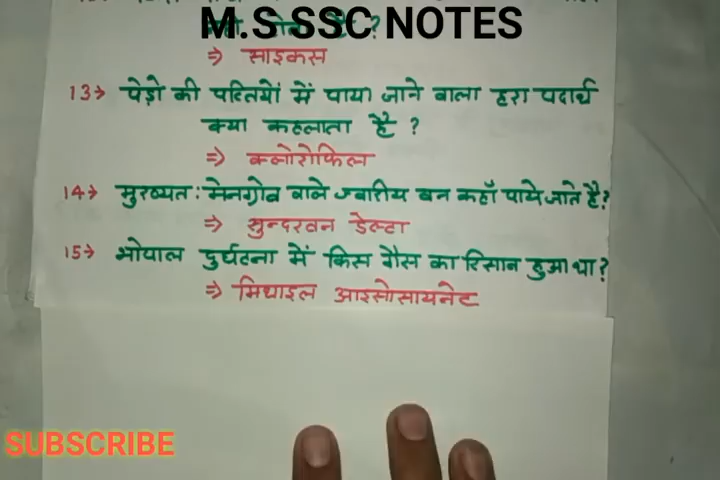 M.S SSC NOTES
⇒ साइकस
13→ पेड़ो की पत्तियों में पाया जाने वाला हरा पदार्थ
क्या कहलाता है ?
⇒ क्लोरोफिल
14→ मुख्यत: मेनग्रोव वाले ज्वारीय वन कहाँ पाये जाते है?
⇒ सुन्दरवन डेल्टा
15→ भोपाल दुर्घटना में किस गैस का रिसाव हुआ था?
⇒ मिथाइल आइसोसायनेट
SUBSCRIBE